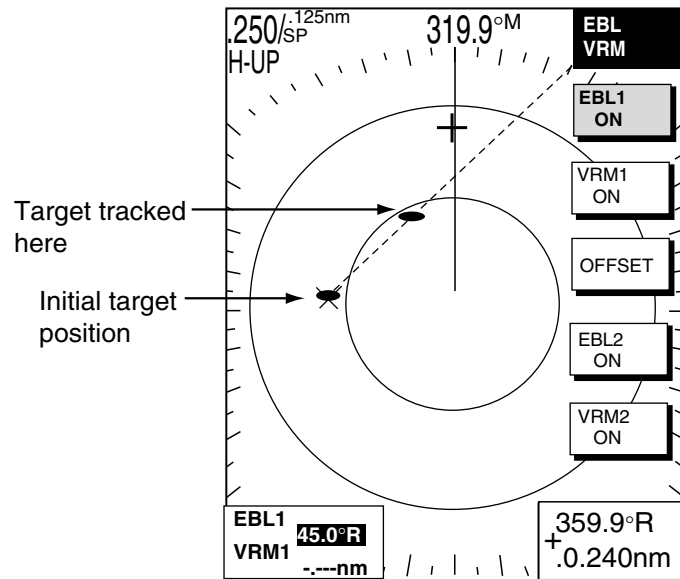 .250/SP .125nm
H-UP
319.9°M
EBL
VRM
EBL1
ON
VRM1
ON
OFFSET
EBL2
ON
VRM2
ON
Target tracked
here
Initial target
position
EBL1 45.0°R
VRM1 -.---nm
359.9°R
+ .0.240nm